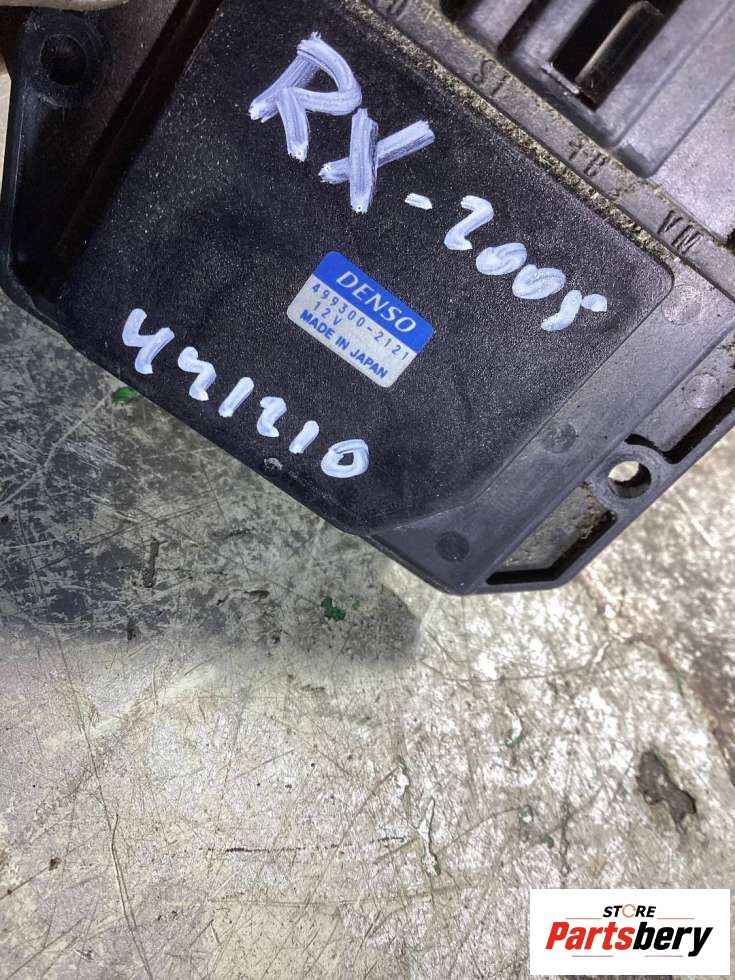 RX-2005
DENSO
499300-2121
12V
MADE IN JAPAN
421210
STORE
Partsbery